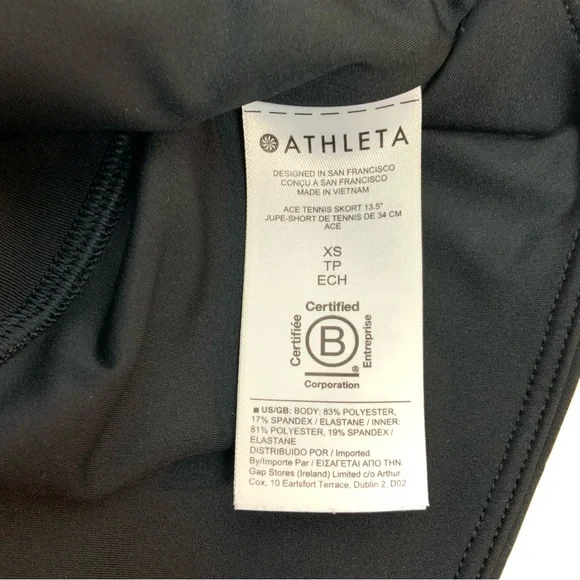 ATHLETA
DESIGNED IN SAN FRANCISCO
CONÇU À SAN FRANCISCO
MADE IN VIETNAM
ACE TENNIS SKORT 13.5"
JUPE-SHORT DE TENNIS DE 34 CM
ACE
XS
TP
ECH
Certified
Certifiée
B
®
Entreprise
Corporation
■ US/GB: BODY: 83% POLYESTER,
17% SPANDEX / ELASTANE / INNER:
81% POLYESTER, 19% SPANDEX /
ELASTANE
DISTRIBUIDO POR / Imported
By/Importe Par / ΕΙΣΑΓΕΤΑΙ ΑΠΟ ΤΗΝ:
Gap Stores (Ireland) Limited c/o Arthur
Cox, 10 Earlsfort Terrace, Dublin 2, D02